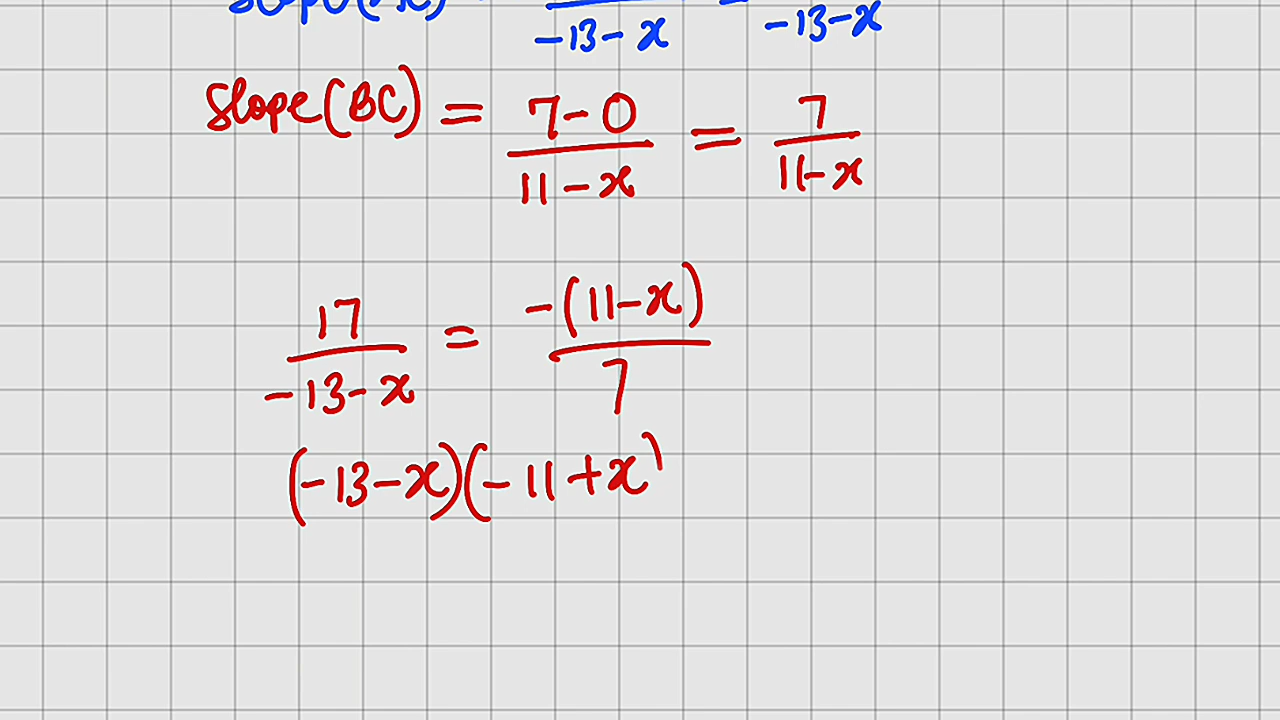 -13-x = -13-x
Slope(BC) = 7-0 / 11-x = 7 / 11-x
17 / -13-x = -(11-x) / 7
(-13-x)(-11+x)